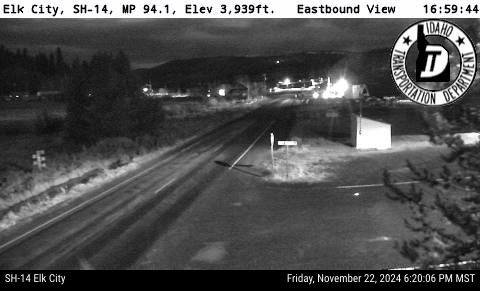 Elk City, SH-14, MP 94.1, Elev 3,939ft. Eastbound View 16:59:44
IDAHO
TRANSPORTATION DEPARTMENT
SH-14 Elk City Friday, November 22, 2024 6:20:06 PM MST